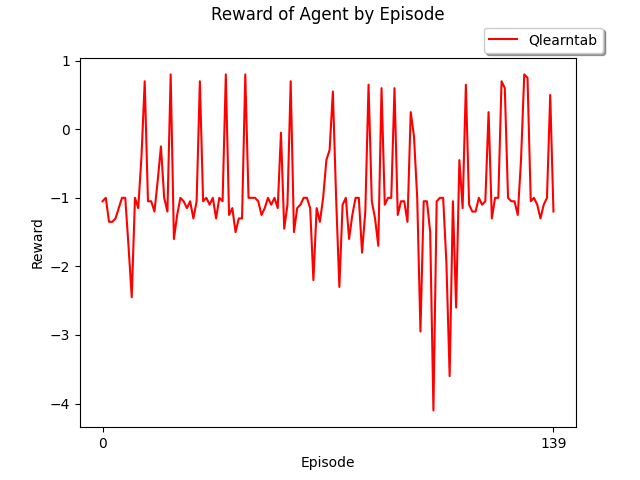 Reward of Agent by Episode
Qlearntab
1
0
−1
−2
−3
−4
Reward
0
139
Episode